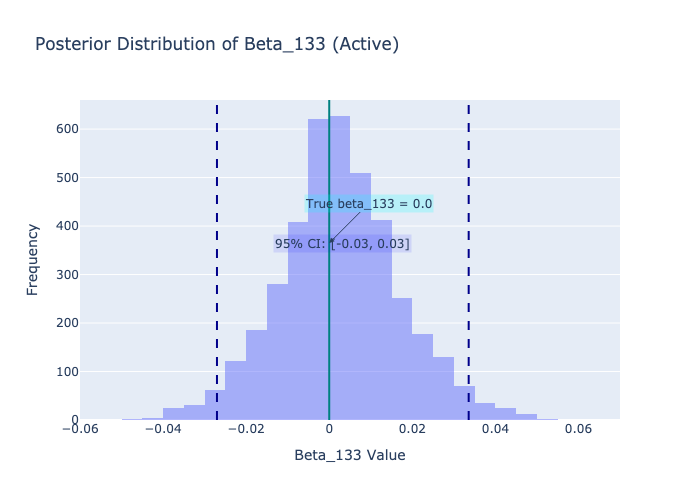 Posterior Distribution of Beta_133 (Active)
600
500
400
300
200
100
0
Frequency
True beta_133 = 0.0
95% CI: [-0.03, 0.03]
−0.06
−0.04
−0.02
0
0.02
0.04
0.06
Beta_133 Value